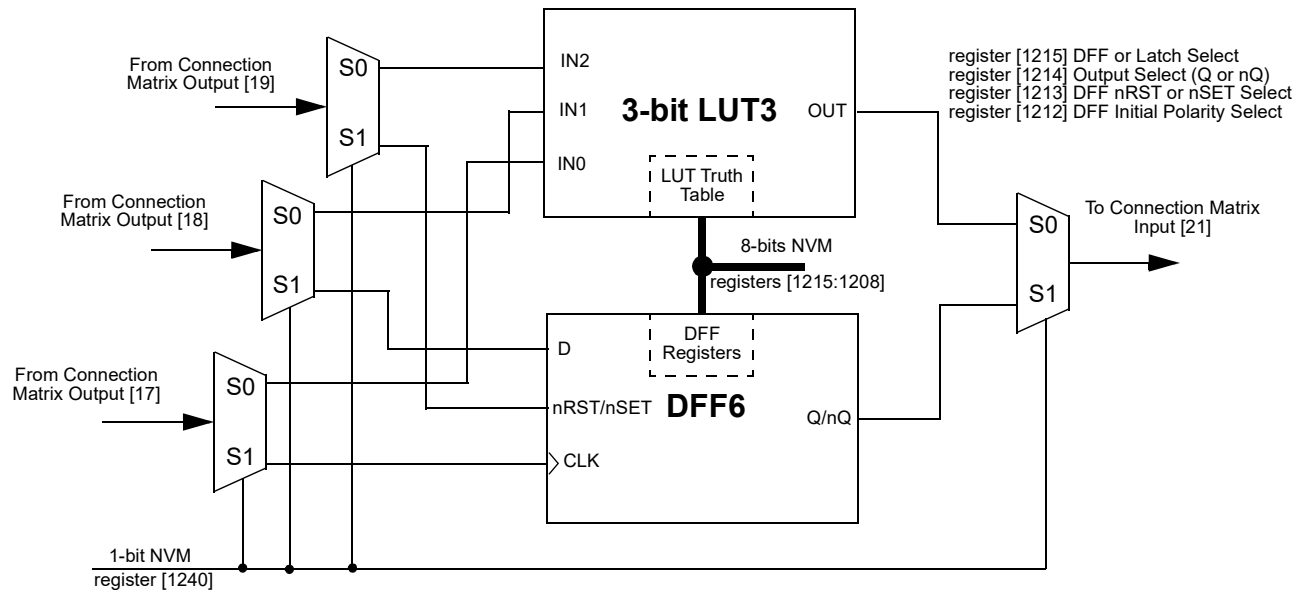 From Connection
Matrix Output [19]
S0
S1
IN2
IN1
IN0
3-bit LUT3
OUT
LUT Truth
Table
register [1215] DFF or Latch Select
register [1214] Output Select (Q or nQ)
register [1213] DFF nRST or nSET Select
register [1212] DFF Initial Polarity Select
From Connection
Matrix Output [18]
S0
S1
8-bits NVM
registers [1215:1208]
To Connection Matrix
Input [21]
S0
S1
From Connection
Matrix Output [17]
S0
S1
D
nRST/nSET
CLK
DFF
Registers
DFF6
Q/nQ
1-bit NVM
register [1240]